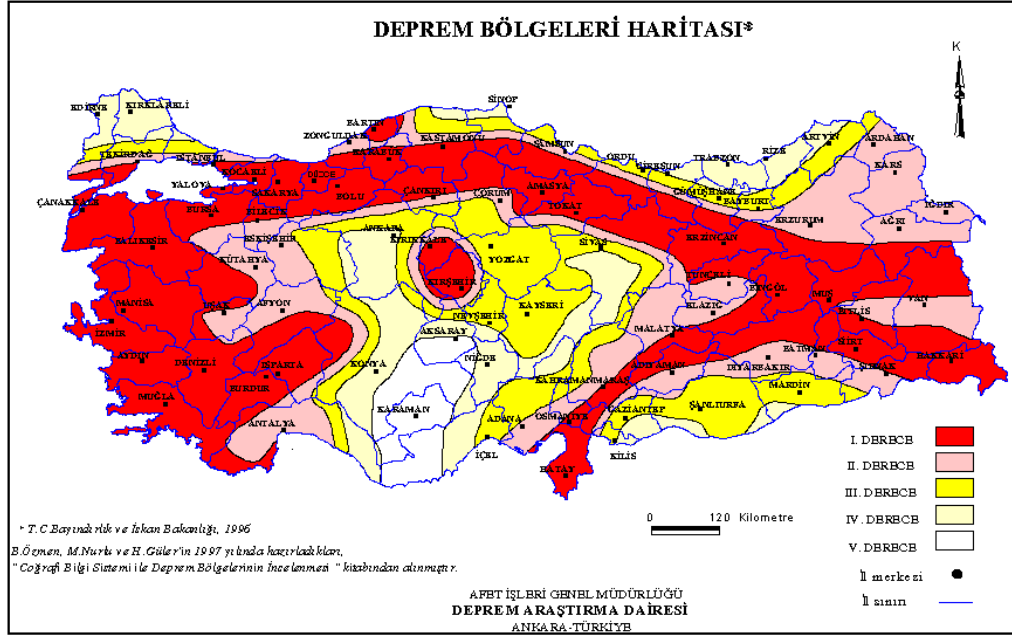 DEPREM BÖLGELERİ HARİTASI*
K
SİNOP
EDİRNE
KIRKLARELİ
BARTIN
ZONGULDAK
KASTAMONU
KARABÜK
SAMSUN
ORDU
GİRESUN
TRABZON
RİZE
ARTVİN
ARDAHAN
KARS
TEKİRDAĞ
İSTANBUL
YALOVA
KOCAELİ
SAKARYA
DÜZCE
BOLU
ÇANKIRI
ÇORUM
AMASYA
TOKAT
GÜMÜŞHANE
BAYBURT
ERZURUM
IĞDIR
AĞRI
ÇANAKKALE
BURSA
BİLECİK
BALIKESİR
ESKİŞEHİR
KÜTAHYA
ANKARA
KIRIKKALE
YOZGAT
SİVAS
ERZİNCAN
TUNCELİ
BİNGÖL
MUŞ
VAN
BİTLİS
MANİSA
UŞAK
AFYON
KIRŞEHİR
KAYSERİ
NEVŞEHİR
AKSARAY
ELAZIĞ
MALATYA
İZMİR
AYDIN
DENİZLİ
ISPARTA
BURDUR
KONYA
NİĞDE
KAHRAMANMARAŞ
ADIYAMAN
DİYARBAKIR
BATMAN
SİİRT
ŞIRNAK
HAKKARİ
MARDİN
MUĞLA
ANTALYA
KARAMAN
ADANA
OSMANİYE
GAZİANTEP
ŞANLIURFA
İÇEL
KİLİS
HATAY
I. DERECE
II. DERECE
III. DERECE
IV. DERECE
V. DERECE
İl merkezi
İl sınırı
0 120 Kilometre
* T.C.Bayındırlık ve İskan Bakanlığı, 1996
B.Özmen, M.Nurlu ve H.Güler'in 1997 yılında hazırladıkları,
" Coğrafi Bilgi Sistemi ile Deprem Bölgelerinin İncelenmesi " kitabından alınmıştır.
AFET İŞLERİ GENEL MÜDÜRLÜĞÜ
DEPREM ARAŞTIRMA DAİRESİ
ANKARA-TÜRKİYE